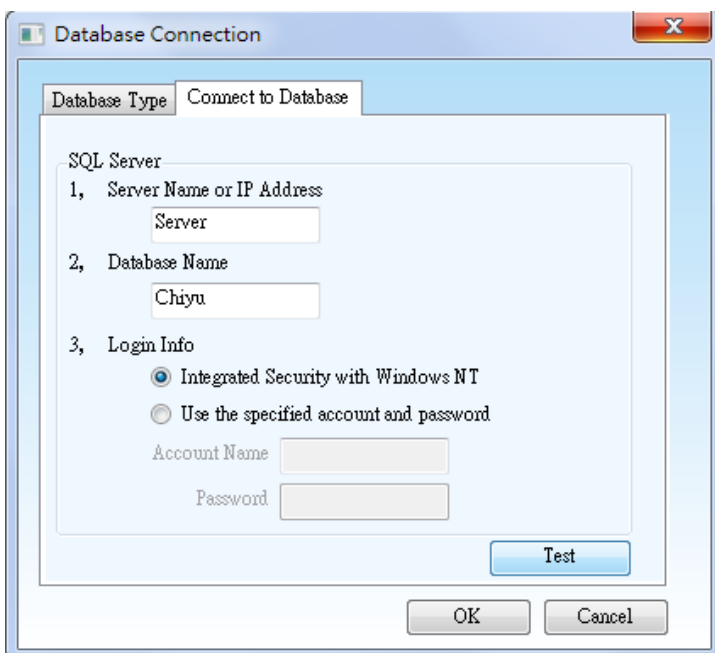 Database Connection
Database Type Connect to Database
SQL Server
1, Server Name or IP Address
Server
2, Database Name
Chiyu
3, Login Info
Integrated Security with Windows NT
Use the specified account and password
Account Name
Password
Test
OK Cancel